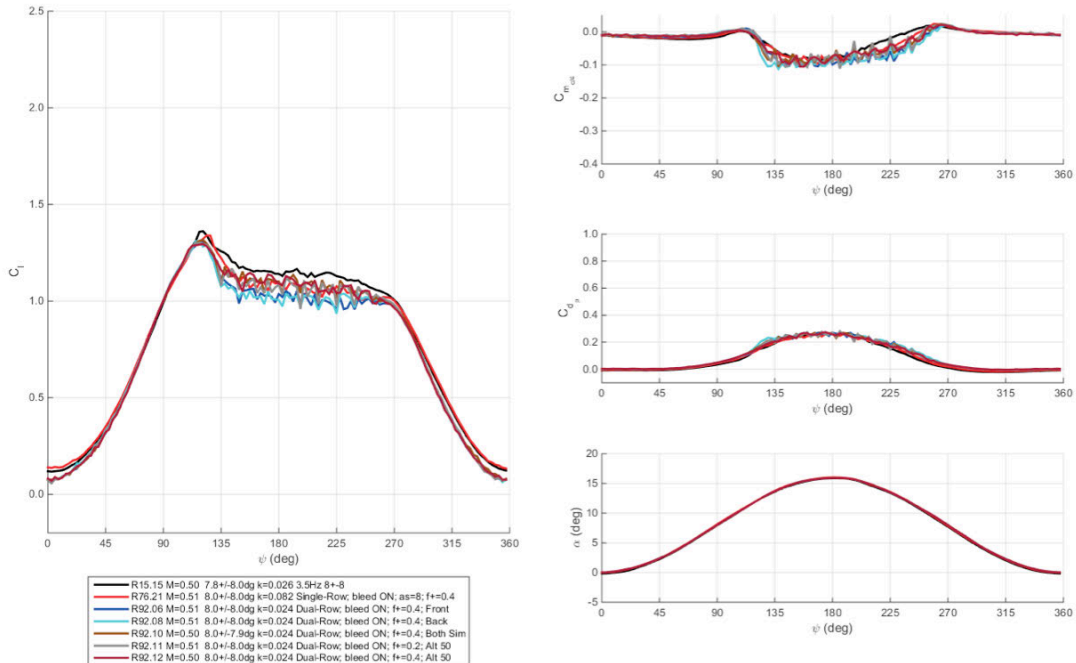 2.5
2.0
1.5
1.0
0.5
0.0
C_l
0 45 90 135 180 225 270 315 360
ψ (deg)
R15.15 M=0.50 7.8+/-8.0dg k=0.026 3.5Hz 8+-8
R76.21 M=0.51 8.0+/-8.0dg k=0.082 Single-Row; bleed ON; as=8; f+=0.4
R92.06 M=0.51 8.0+/-8.0dg k=0.024 Dual-Row; bleed ON; f+=0.4; Front
R92.08 M=0.51 8.0+/-8.0dg k=0.024 Dual-Row; bleed ON; f+=0.4; Back
R92.10 M=0.50 8.0+/-7.9dg k=0.024 Dual-Row; bleed ON; f+=0.4; Both Sim
R92.11 M=0.51 8.0+/-8.0dg k=0.024 Dual-Row; bleed ON; f+=0.2; Alt 50
R92.12 M=0.50 8.0+/-8.0dg k=0.024 Dual-Row; bleed ON; f+=0.4; Alt 50
0.0
-0.1
-0.2
-0.3
-0.4
0 45 90 135 180 225 270 315 360
ψ (deg)
1.0
0.8
0.6
0.4
0.2
0.0
C_d_p
0 45 90 135 180 225 270 315 360
ψ (deg)
20
15
10
5
0
-5
α (deg)
0 45 90 135 180 225 270 315 360
ψ (deg)